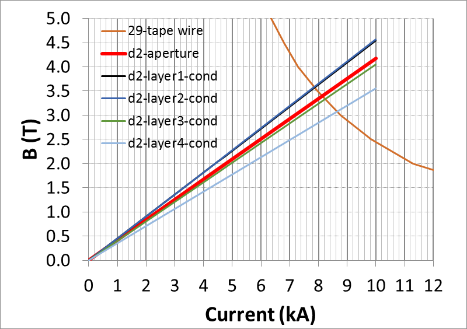 5.0
4.5
4.0
3.5
3.0
2.5
2.0
1.5
1.0
0.5
0.0
B (T)
29-tape wire
d2-aperture
d2-layer1-cond
d2-layer2-cond
d2-layer3-cond
d2-layer4-cond
0 1 2 3 4 5 6 7 8 9 10 11 12
Current (kA)